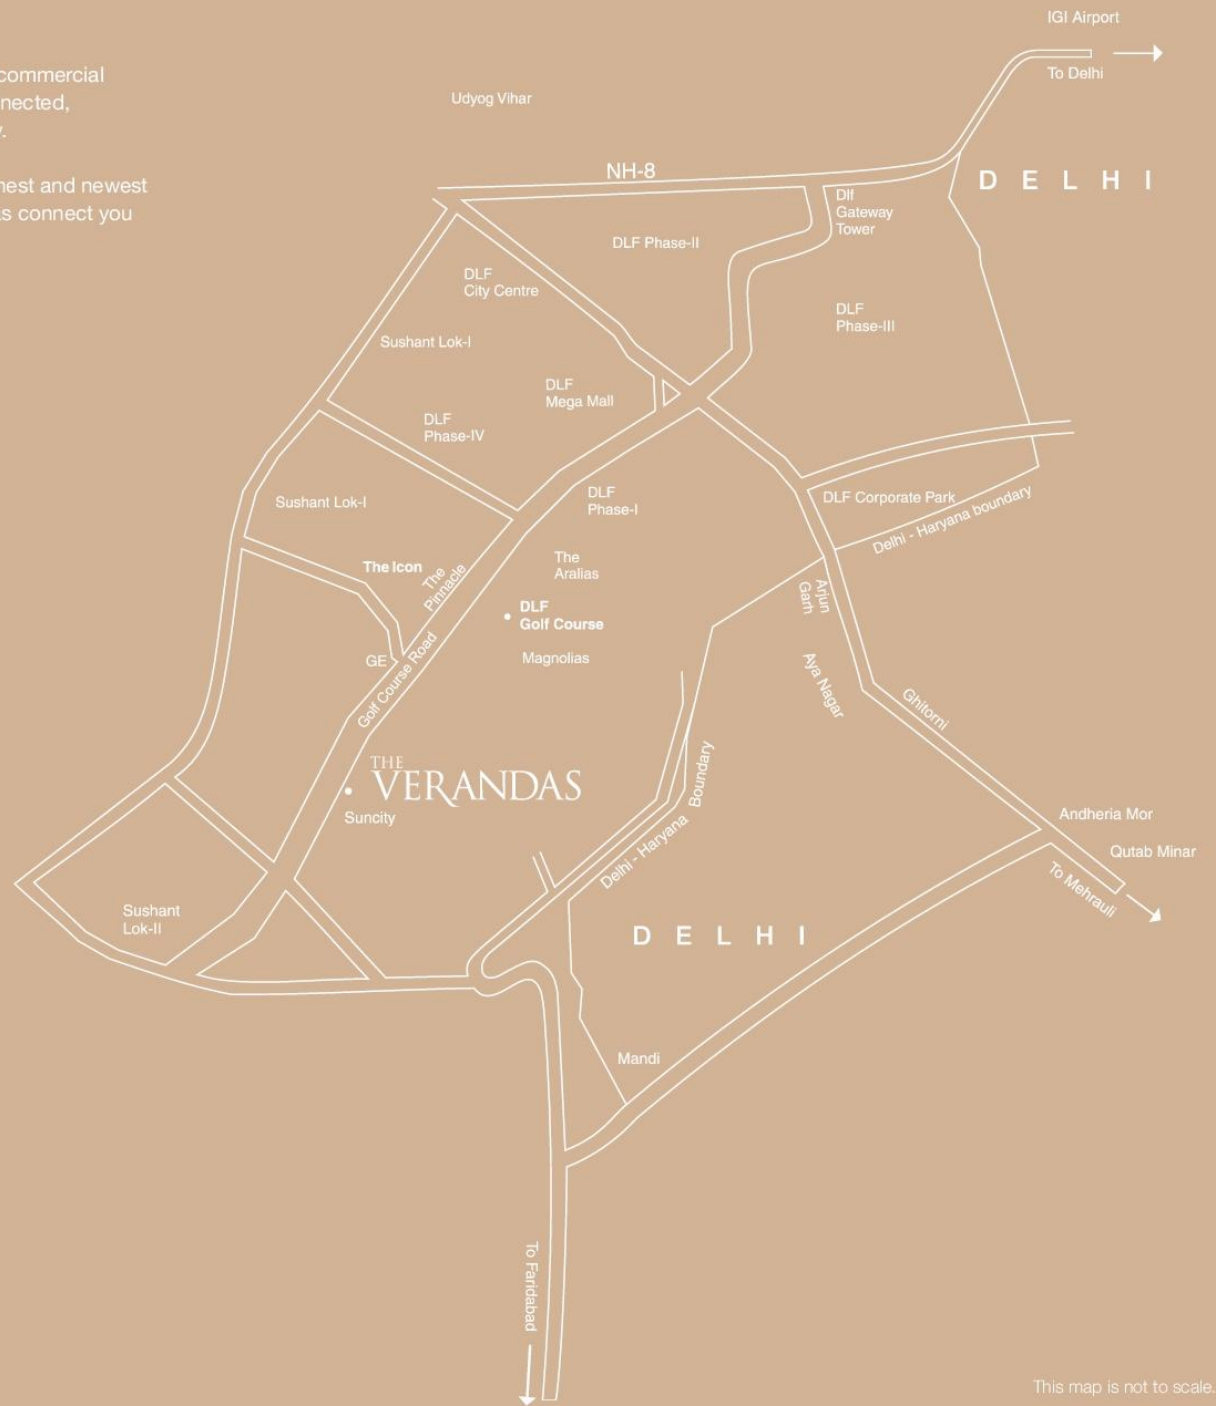 IGI Airport
To Delhi
commercial
nected,
Udyog Vihar
NH-8
DELHI
nest and newest
s connect you
Dlf
Gateway
Tower
DLF Phase-II
DLF
City Centre
DLF
Phase-III
Sushant Lok-I
DLF
Mega Mall
DLF
Phase-IV
Sushant Lok-I
DLF
Phase-I
DLF Corporate Park
Delhi - Haryana boundary
The Icon
The
Pinnacle
The
Aralias
DLF
Golf Course
Arjun
Garh
GE
Golf Course Road
Magnolias
Aya Nagar
Ghitorni
THE
VERANDAS
Suncity
Delhi - Haryana Boundary
Andheria Mor
Qutab Minar
To Mehrauli
Sushant
Lok-II
DELHI
Mandi
To Faridabad
This map is not to scale.